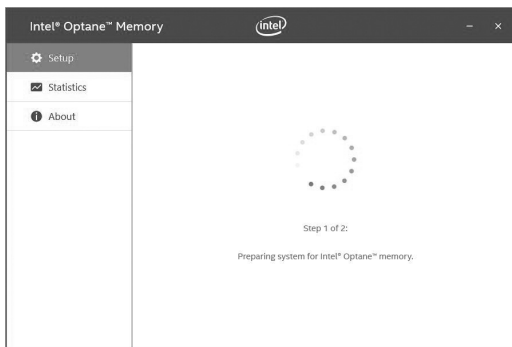 Intel® Optane™ Memory
intel
Setup
Statistics
About
Step 1 of 2:
Preparing system for Intel® Optane™ memory.